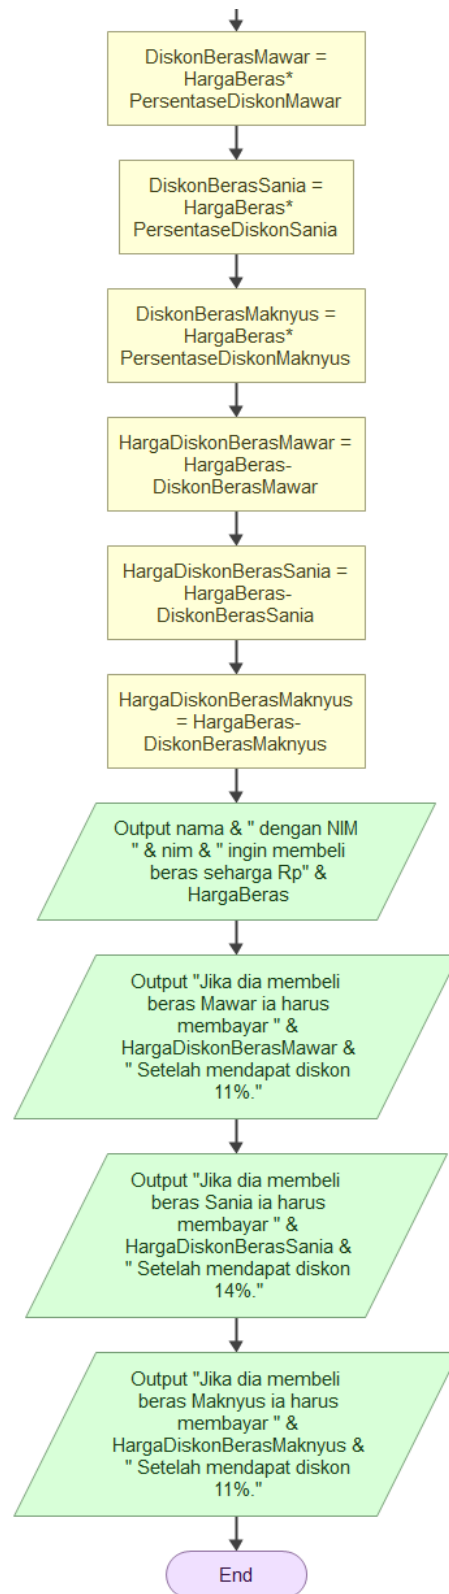 DiskonBerasMawar =
HargaBeras*
PersentaseDiskonMawar
DiskonBerasSania =
HargaBeras*
PersentaseDiskonSania
DiskonBerasMaknyus =
HargaBeras*
PersentaseDiskonMaknyus
HargaDiskonBerasMawar =
HargaBeras-
DiskonBerasMawar
HargaDiskonBerasSania =
HargaBeras-
DiskonBerasSania
HargaDiskonBerasMaknyus
= HargaBeras-
DiskonBerasMaknyus
Output nama & " dengan NIM
" & nim & " ingin membeli
beras seharga Rp" &
HargaBeras
Output "Jika dia membeli
beras Mawar ia harus
membayar " &
HargaDiskonBerasMawar &
" Setelah mendapat diskon
11%."
Output "Jika dia membeli
beras Sania ia harus
membayar " &
HargaDiskonBerasSania &
" Setelah mendapat diskon
14%."
Output "Jika dia membeli
beras Maknyus ia harus
membayar " &
HargaDiskonBerasMaknyus &
" Setelah mendapat diskon
11%."
End